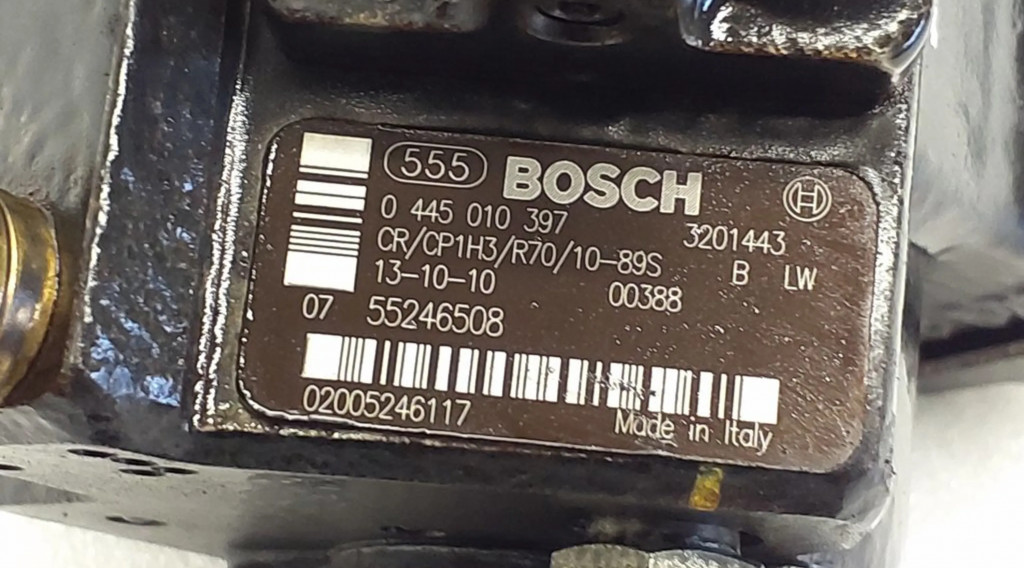 555 BOSCH
0 445 010 397 3201443
CR/CP1H3/R70/10-89S B LW
13-10-10 00388
07 55246508
02005246117 Made in Italy